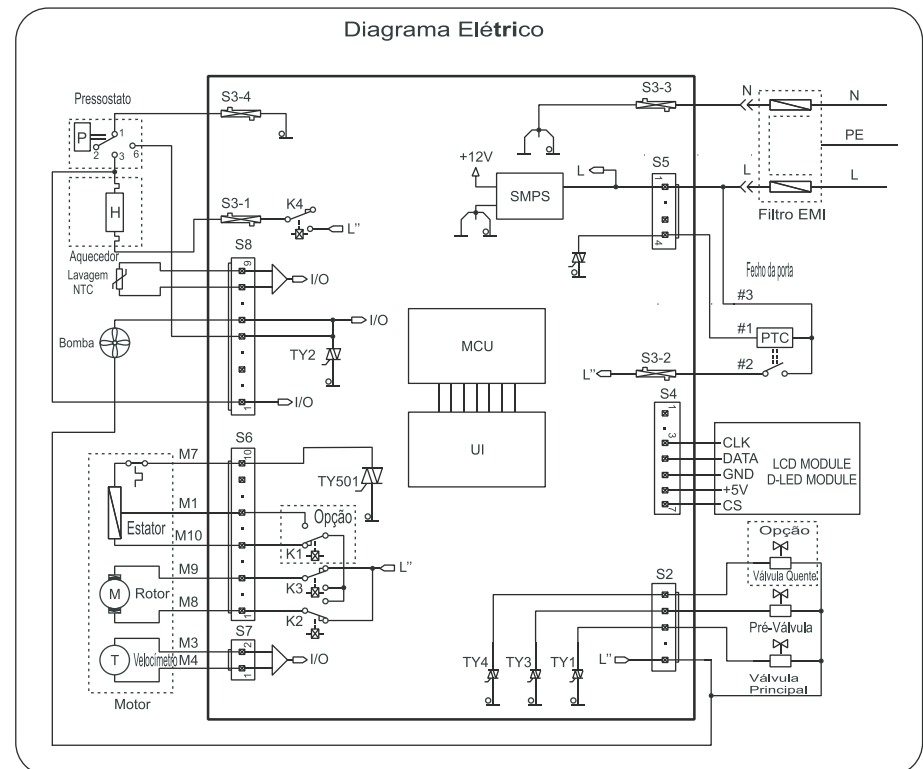 Diagrama Elétrico
Pressostato
P
1
2
3
6
H
Aquecedor
Lavagem
NTC
Bomba
S3-4
S3-1
K4
L"
S8
9
I/O
I/O
TY2
1
I/O
S3-3
N
N
PE
L
L
Filtro EMI
+12V
SMPS
L
S5
1
4
Fecho da porta
#3
#1
PTC
#2
S3-2
L"
MCU
UI
S4
1
3
7
CLK
DATA
GND
+5V
CS
LCD MODULE
D-LED MODULE
S6
10
1
M7
M1
Estator
M10
M9
M
Rotor
M8
M3
T
Velocímetro
M4
Motor
TY501
Opção
K1
K3
K2
L"
S7
2
1
I/O
S2
Opção
Válvula Quente
Pré-Válvula
Válvula
Principal
TY4
TY3
TY1
L"